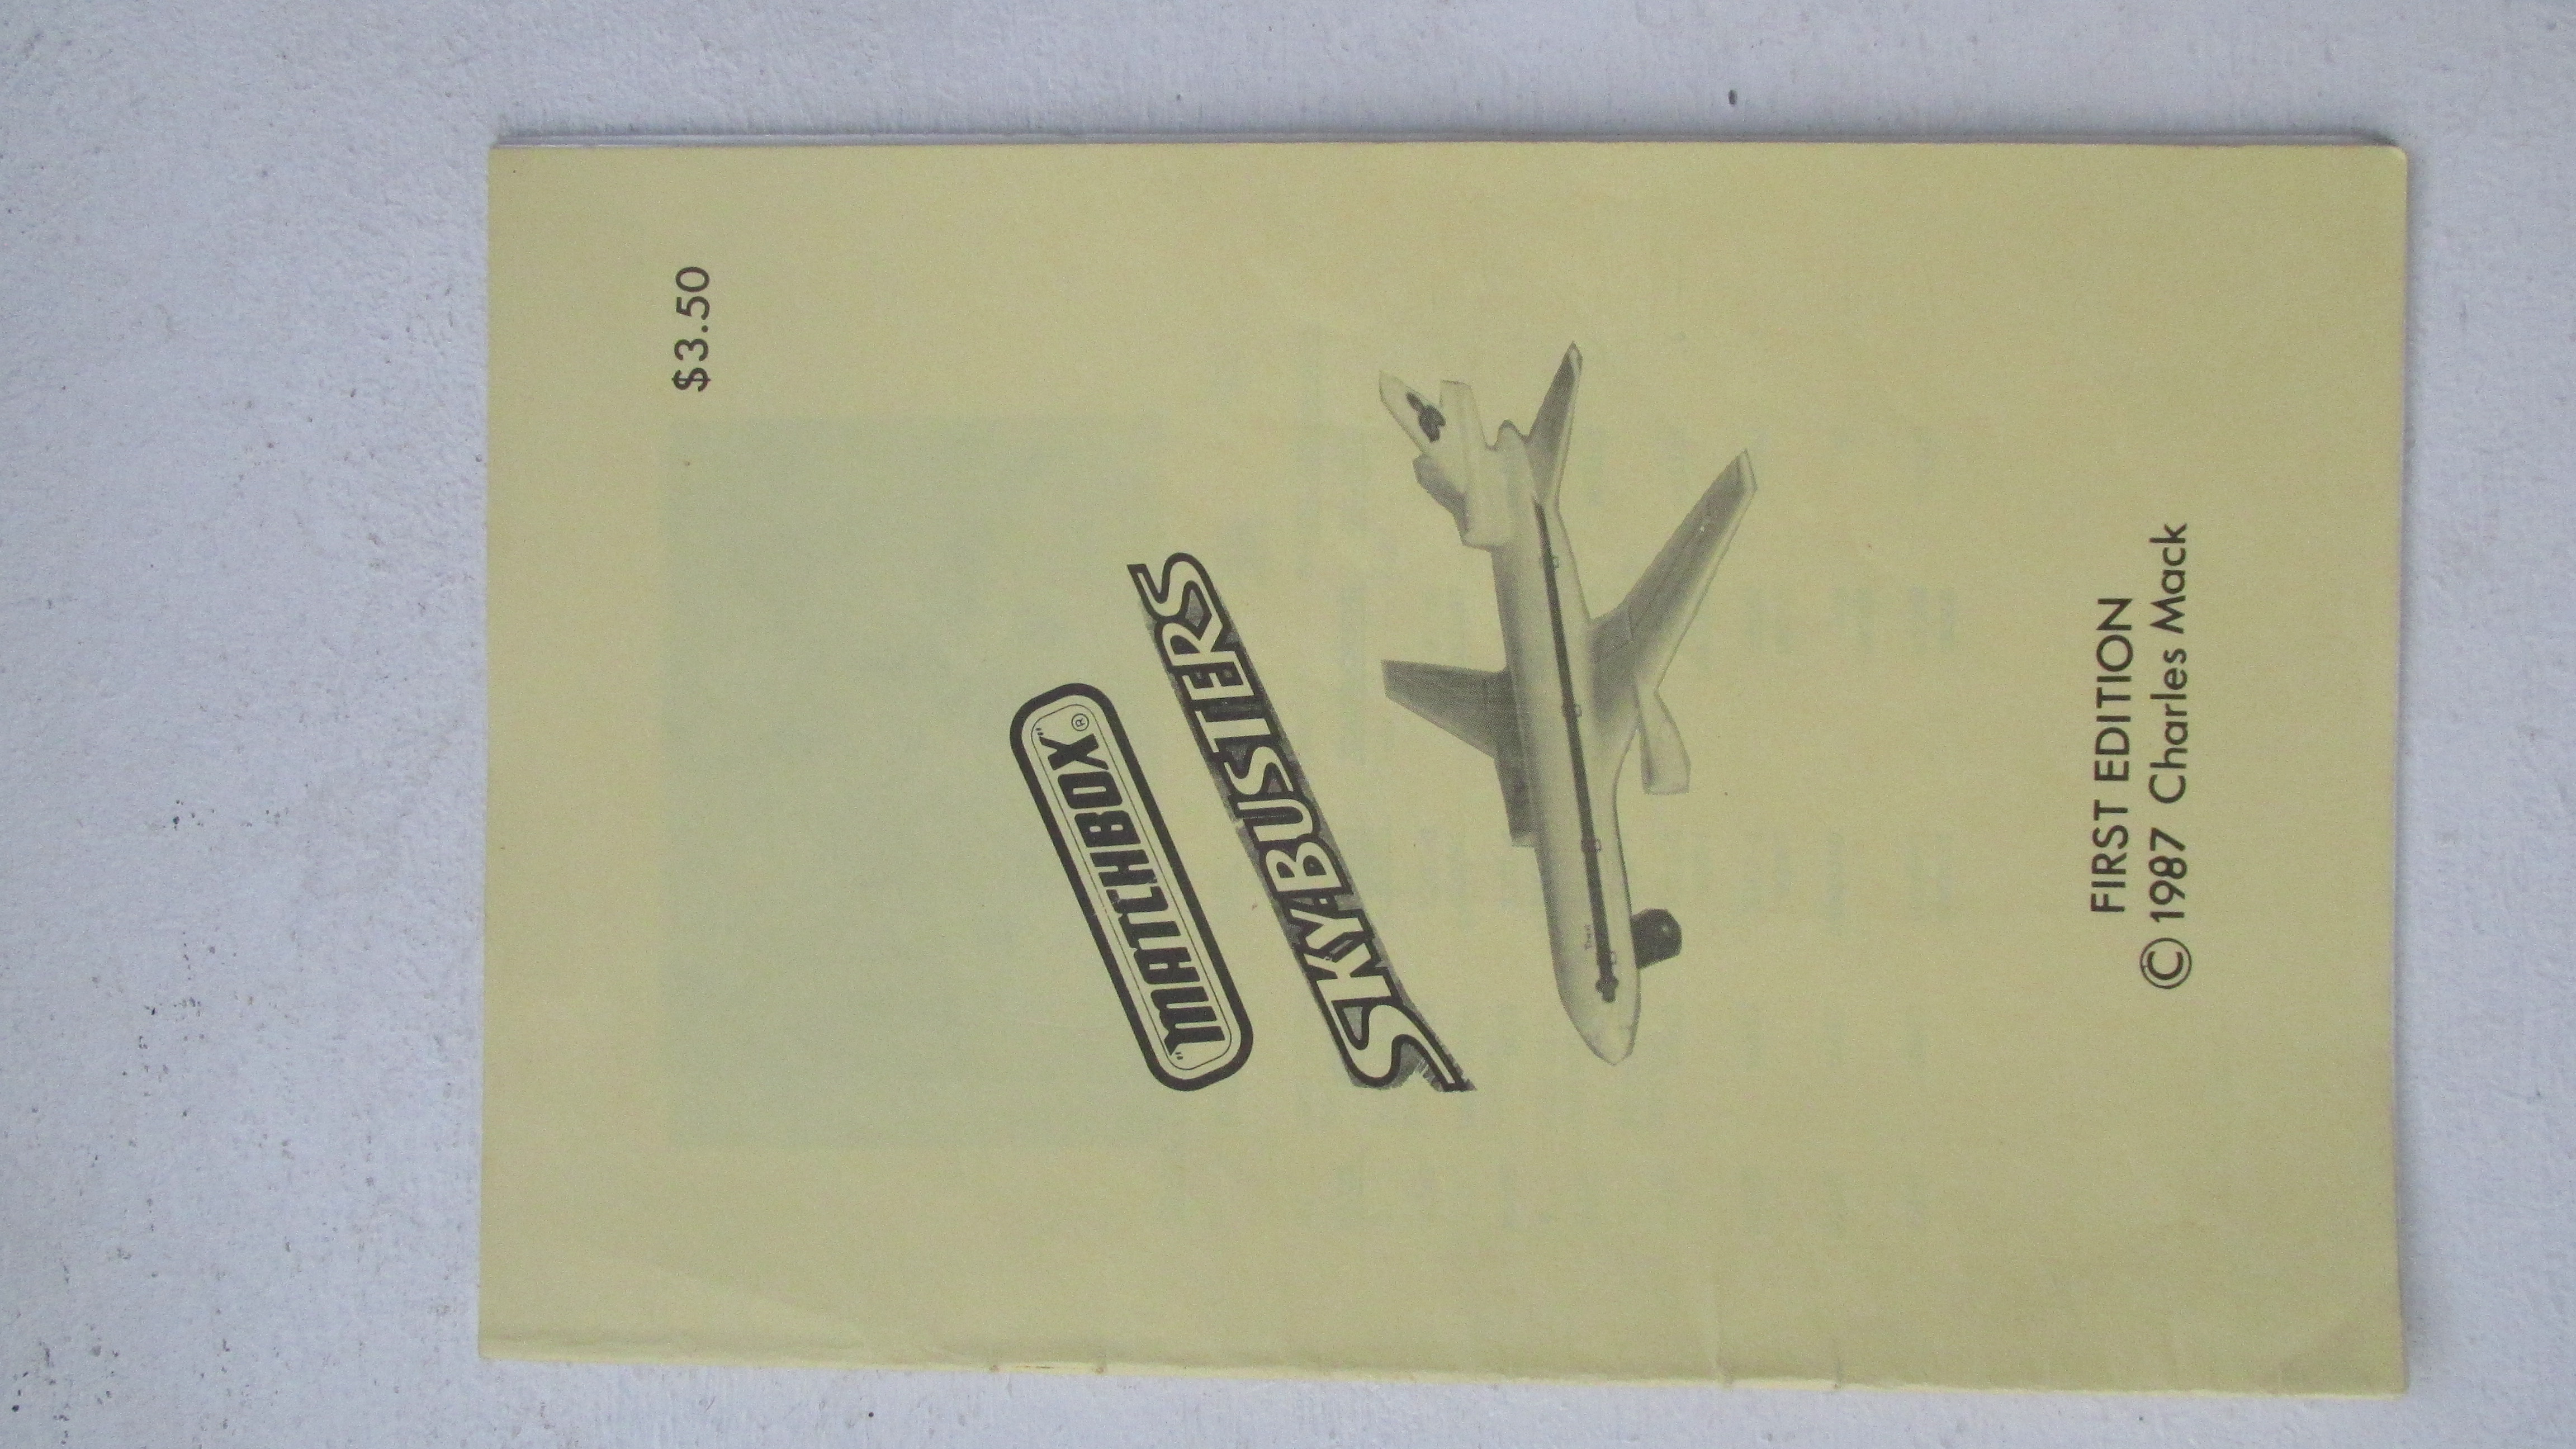 $3.50
"MATCHBOX"®
SKYBUSTERS
FIRST EDITION
© 1987 Charles Mack